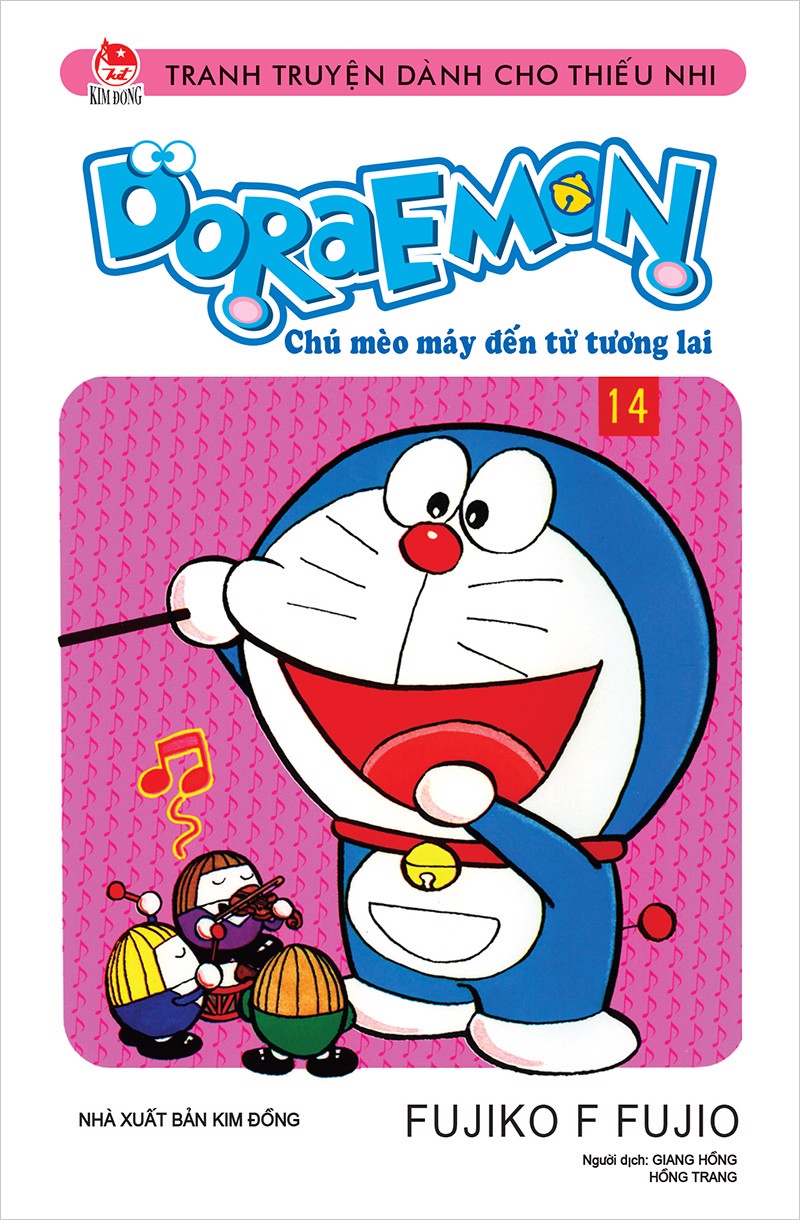 KIM ĐỒNG
TRANH TRUYỆN DÀNH CHO THIẾU NHI
DORAEMON
Chú mèo máy đến từ tương lai
14
NHÀ XUẤT BẢN KIM ĐỒNG
FUJIKO F FUJIO
Người dịch: GIANG HỒNG
HỒNG TRANG